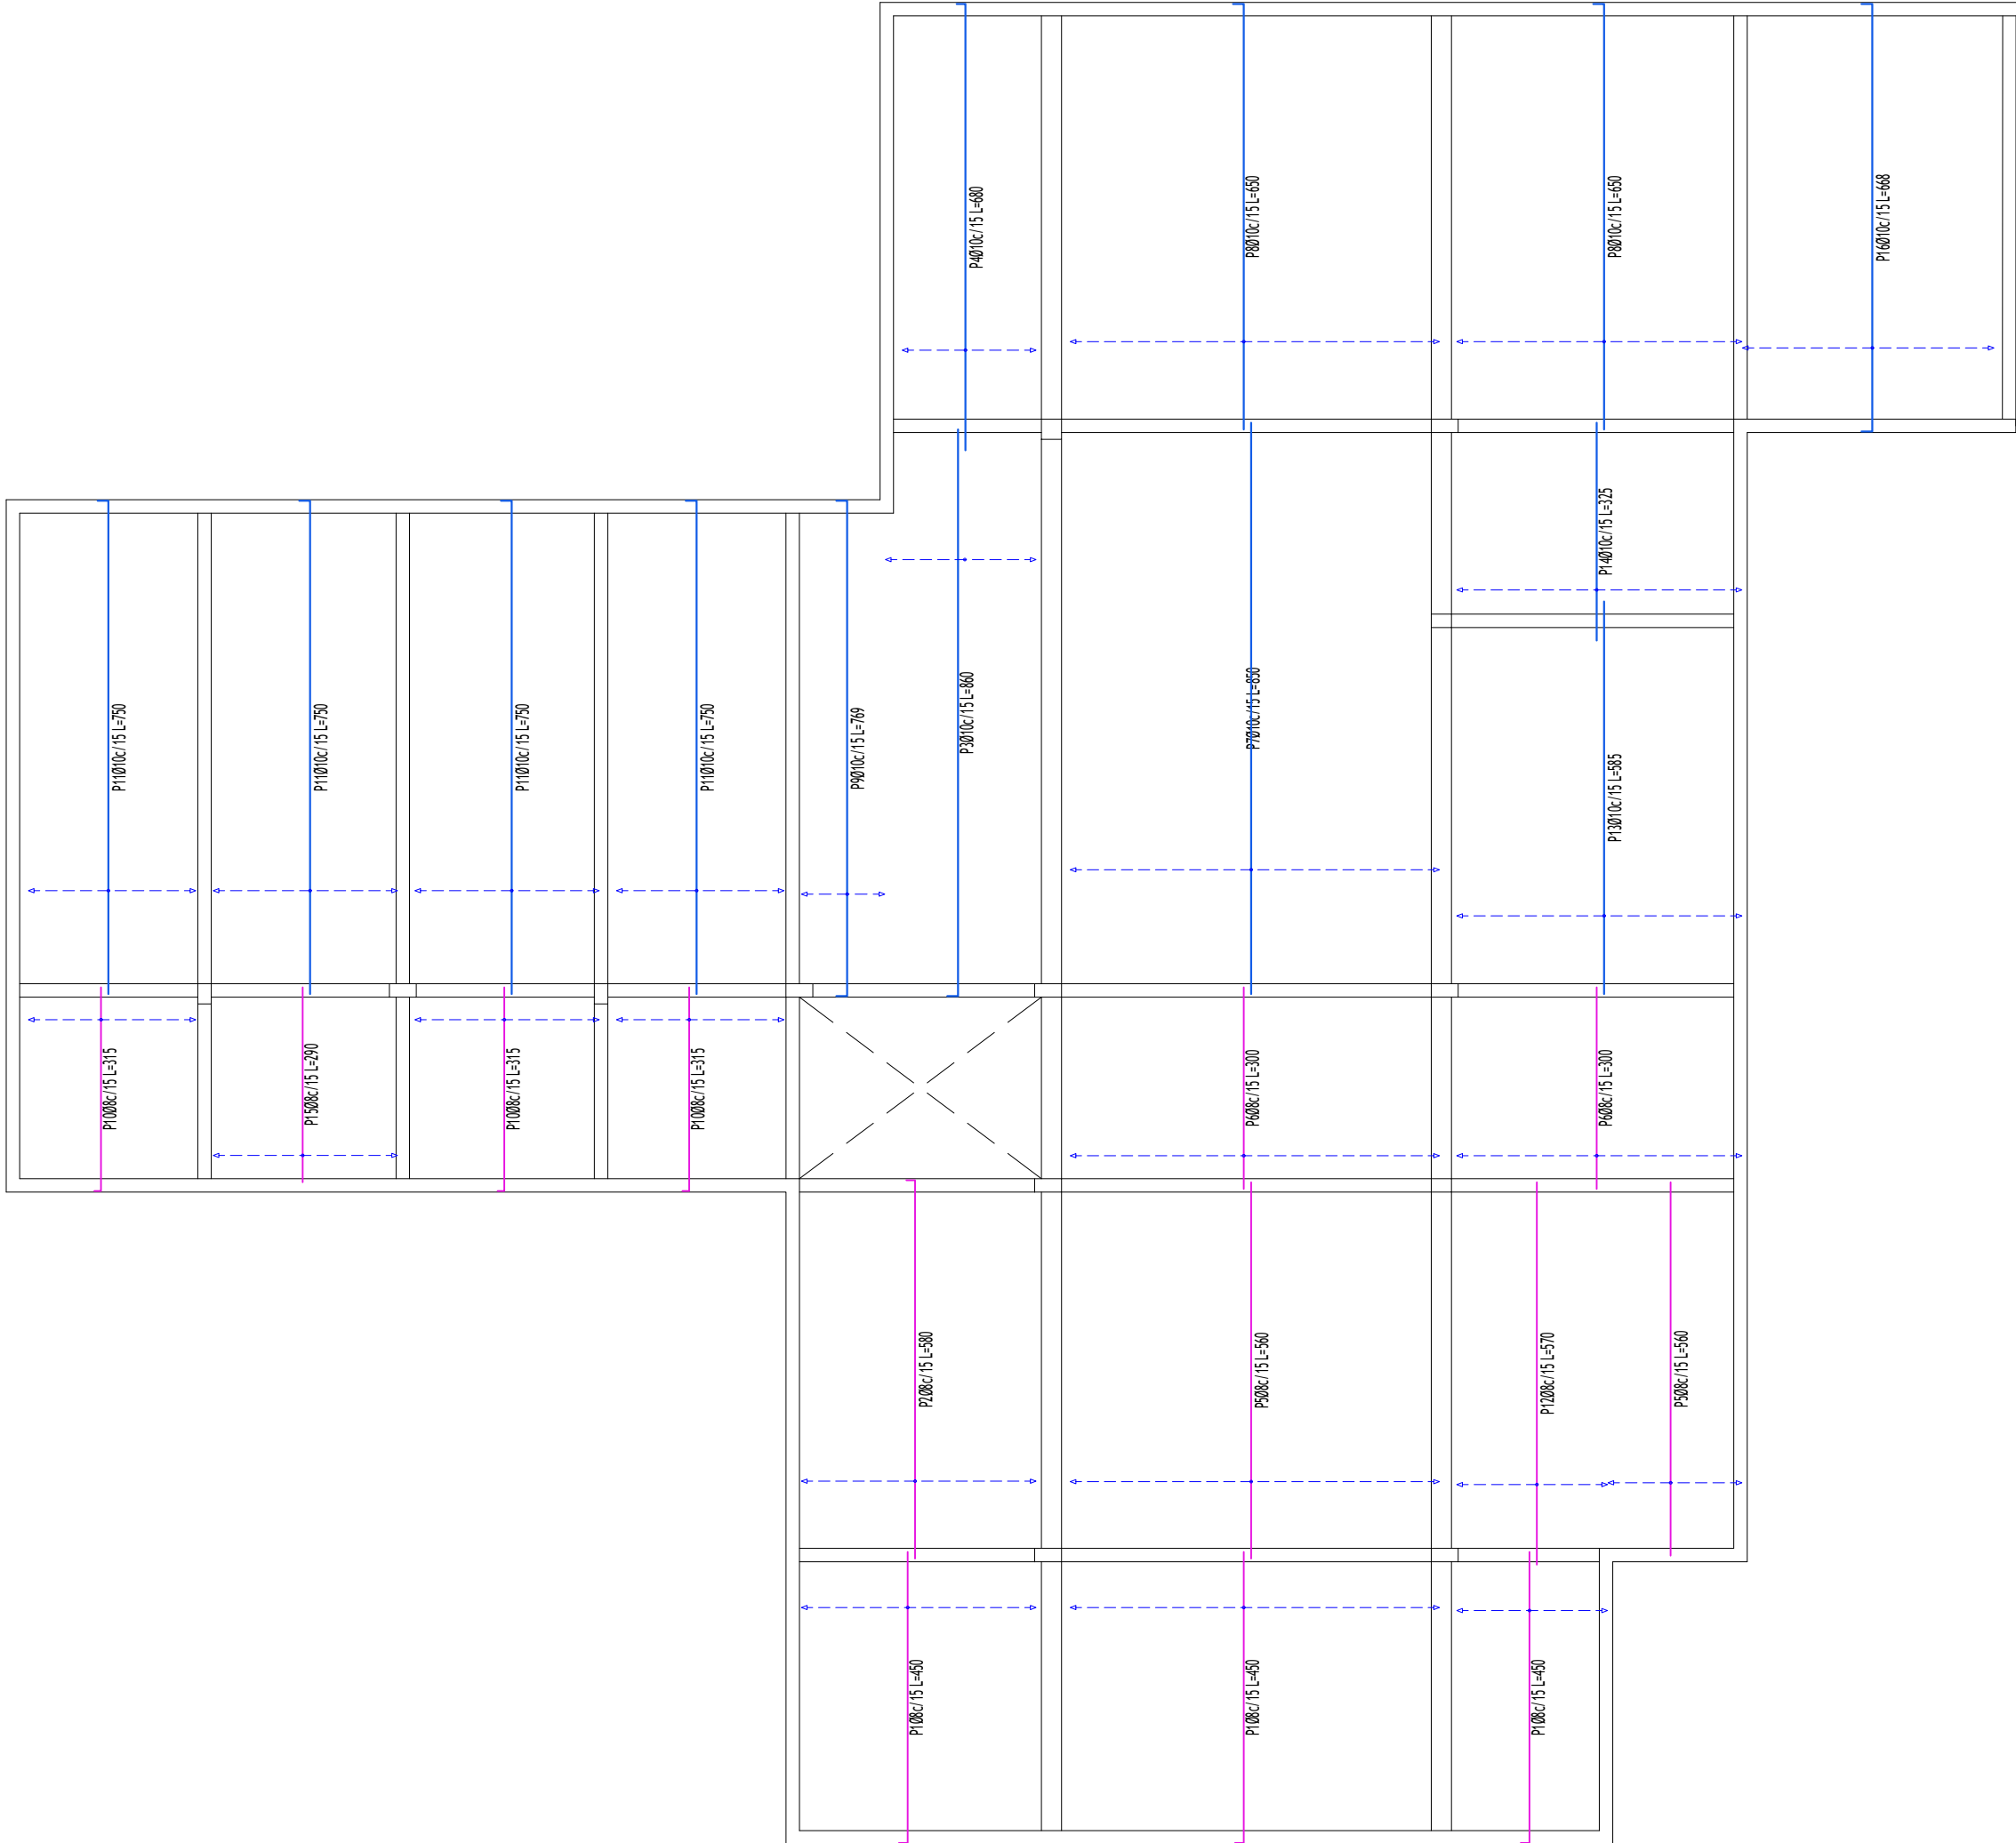 P4Ø10c/15 L=680
P8Ø10c/15 L=650
P8Ø10c/15 L=650
P16Ø10c/15 L=668
P14Ø10c/15 L=325
P11Ø10c/15 L=750
P11Ø10c/15 L=750
P11Ø10c/15 L=750
P11Ø10c/15 L=750
P9Ø10c/15 L=769
P3Ø10c/15 L=860
P7Ø10c/15 L=850
P13Ø10c/15 L=585
P10Ø8c/15 L=315
P15Ø8c/15 L=290
P10Ø8c/15 L=315
P10Ø8c/15 L=315
P6Ø8c/15 L=300
P6Ø8c/15 L=300
P2Ø8c/15 L=580
P5Ø8c/15 L=560
P12Ø8c/15 L=570
P5Ø8c/15 L=560
P1Ø8c/15 L=450
P1Ø8c/15 L=450
P1Ø8c/15 L=450